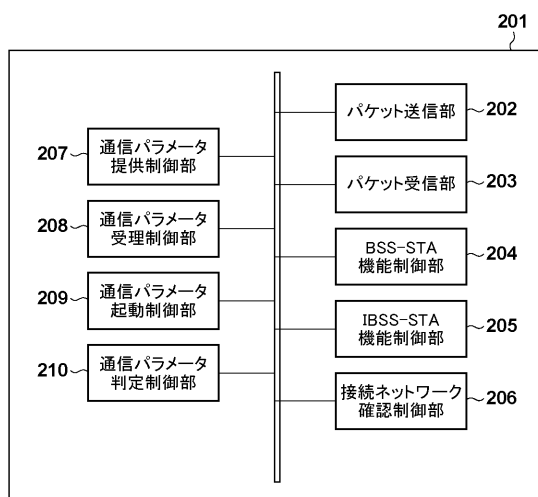 201
パケット送信部
202
207
通信パラメータ
提供制御部
パケット受信部
203
208
通信パラメータ
受理制御部
BSS-STA
機能制御部
204
209
通信パラメータ
起動制御部
IBSS-STA
機能制御部
205
210
通信パラメータ
判定制御部
接続ネットワーク
確認制御部
206